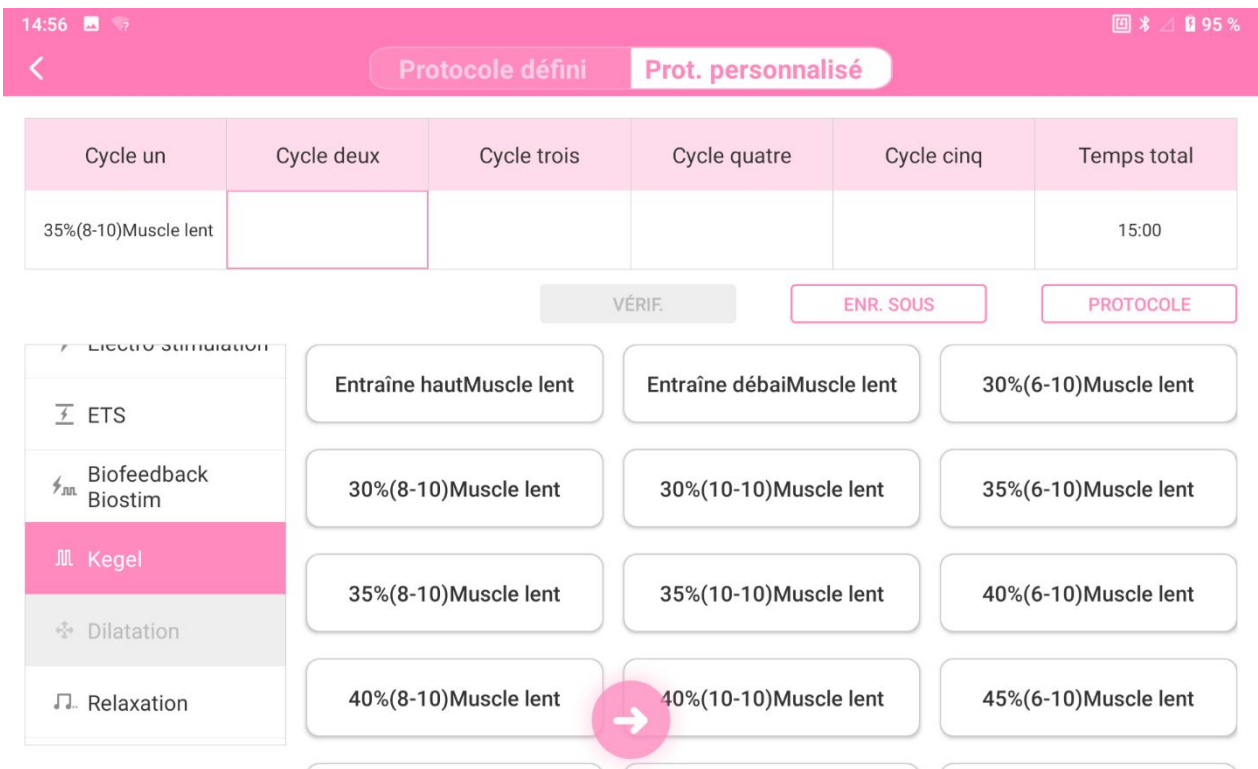 14:56
95 %
Protocole défini
Prot. personnalisé
Cycle un
Cycle deux
Cycle trois
Cycle quatre
Cycle cinq
Temps total
35%(8-10)Muscle lent
15:00
VÉRIF.
ENR. SOUS
PROTOCOLE
Electro stimulation
ETS
Biofeedback
Biostim
Kegel
Dilatation
Relaxation
Entraîne hautMuscle lent
Entraîne débaiMuscle lent
30%(6-10)Muscle lent
30%(8-10)Muscle lent
30%(10-10)Muscle lent
35%(6-10)Muscle lent
35%(8-10)Muscle lent
35%(10-10)Muscle lent
40%(6-10)Muscle lent
40%(8-10)Muscle lent
40%(10-10)Muscle lent
45%(6-10)Muscle lent